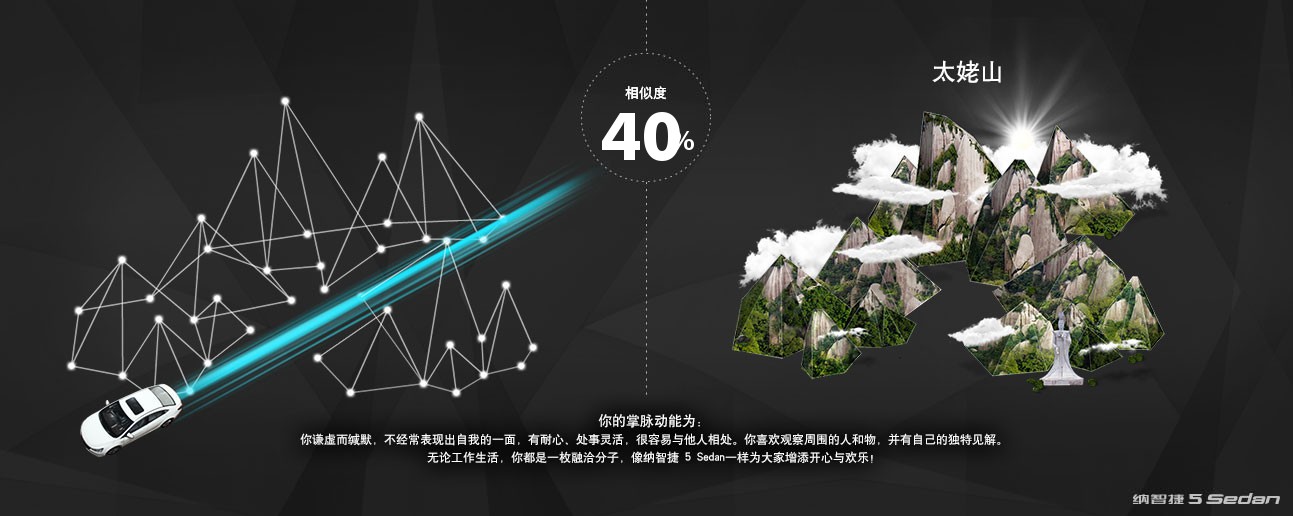 太姥山
相似度
40%
你的掌脉动能为：
你谦虚而缄默，不经常表现出自我的一面，有耐心、处事灵活，很容易与他人相处。你喜欢观察周围的人和物，并有自己的独特见解。
无论工作生活，你都是一枚融洽分子，像纳智捷 5 Sedan一样为大家增添开心与欢乐！
纳智捷 5 Sedan